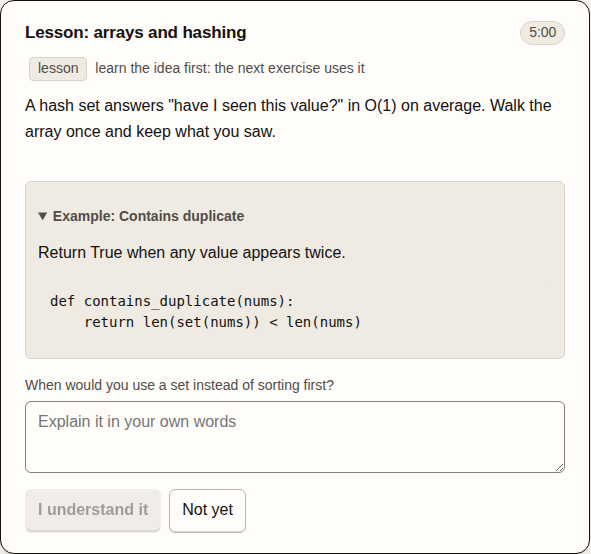 Lesson: arrays and hashing
5:00
lesson learn the idea first: the next exercise uses it
A hash set answers "have I seen this value?" in O(1) on average. Walk the
array once and keep what you saw.
▼ Example: Contains duplicate
Return True when any value appears twice.
def contains_duplicate(nums):
    return len(set(nums)) < len(nums)
When would you use a set instead of sorting first?
Explain it in your own words
I understand it
Not yet